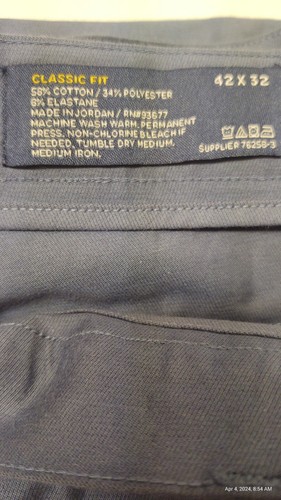 CLASSIC FIT
42 X 32
58% COTTON / 34% POLYESTER
8% ELASTANE
MADE IN JORDAN / RN#93677
MACHINE WASH WARM, PERMANENT
PRESS. NON-CHLORINE BLEACH IF
NEEDED, TUMBLE DRY MEDIUM.
MEDIUM IRON.
SUPPLIER 76256-3
Apr 4, 2024, 8:54 AM